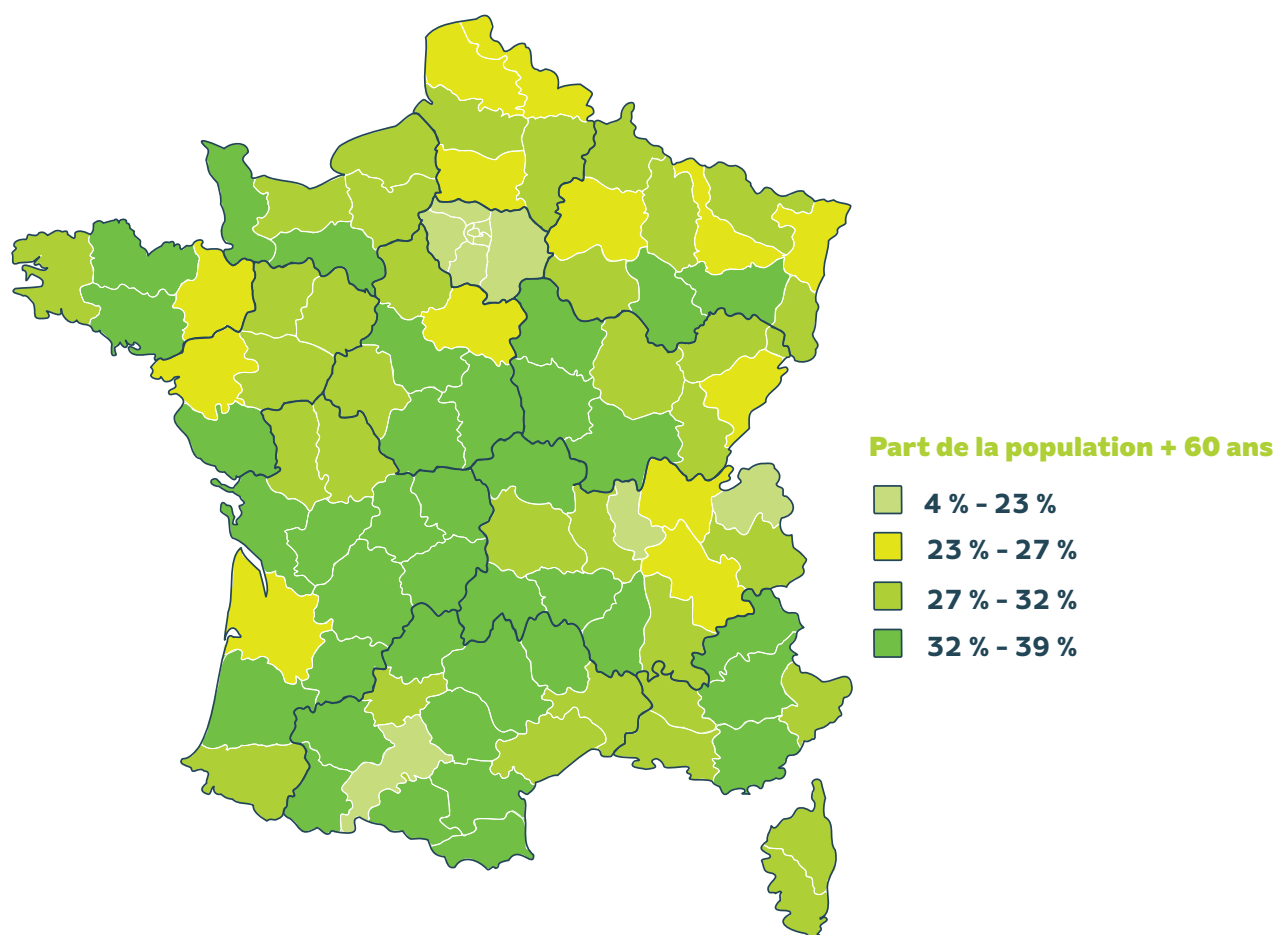 Part de la population + 60 ans
4 % - 23 %
23 % - 27 %
27 % - 32 %
32 % - 39 %